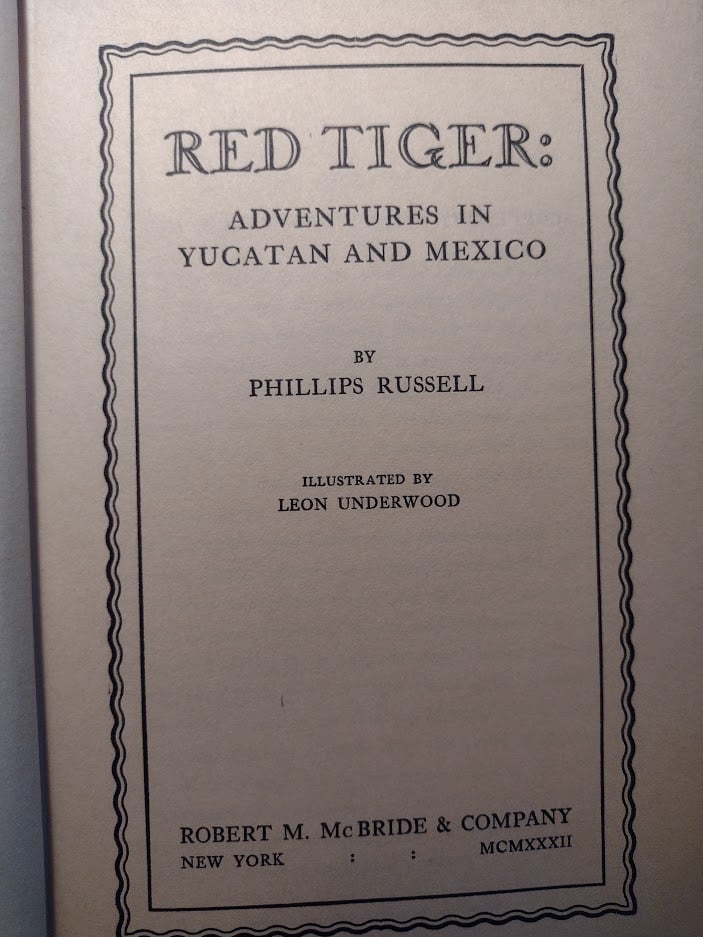 RED TIGER:
ADVENTURES IN
YUCATAN AND MEXICO
BY
PHILLIPS RUSSELL
ILLUSTRATED BY
LEON UNDERWOOD
ROBERT M. McBRIDE & COMPANY
NEW YORK : : MCMXXXII